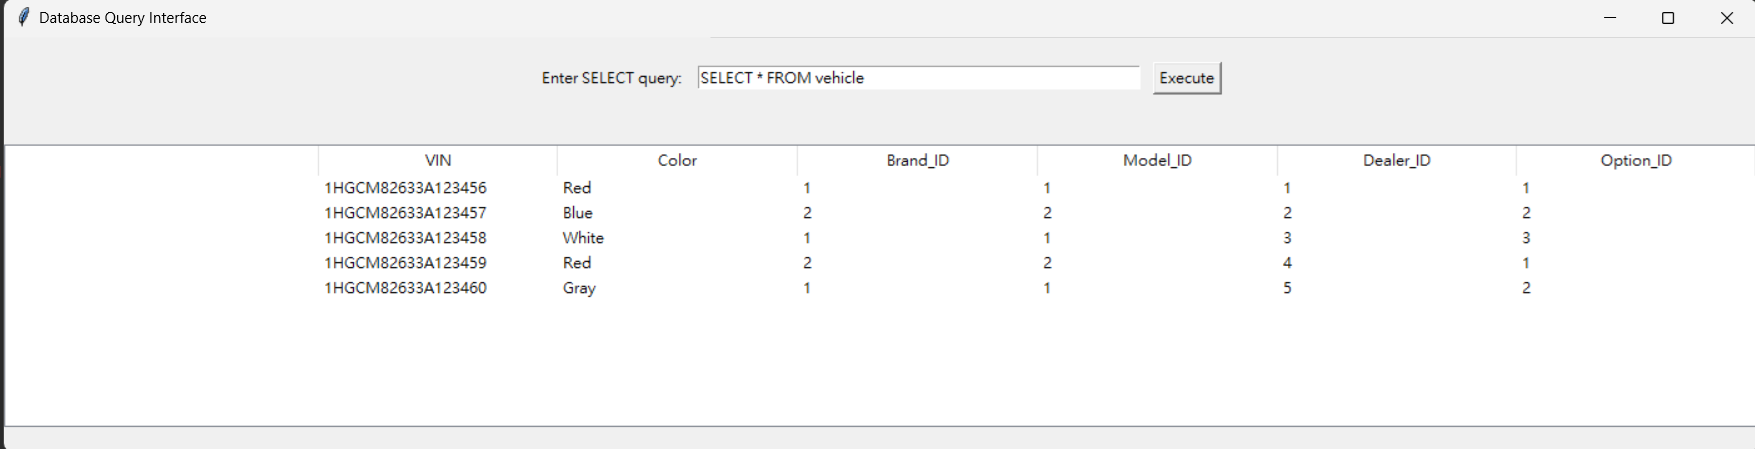 Database Query Interface
Enter SELECT query: SELECT * FROM vehicle Execute
VIN Color Brand_ID Model_ID Dealer_ID Option_ID
1HGCM82633A123456 Red 1 1 1 1
1HGCM82633A123457 Blue 2 2 2 2
1HGCM82633A123458 White 1 1 3 3
1HGCM82633A123459 Red 2 2 4 1
1HGCM82633A123460 Gray 1 1 5 2